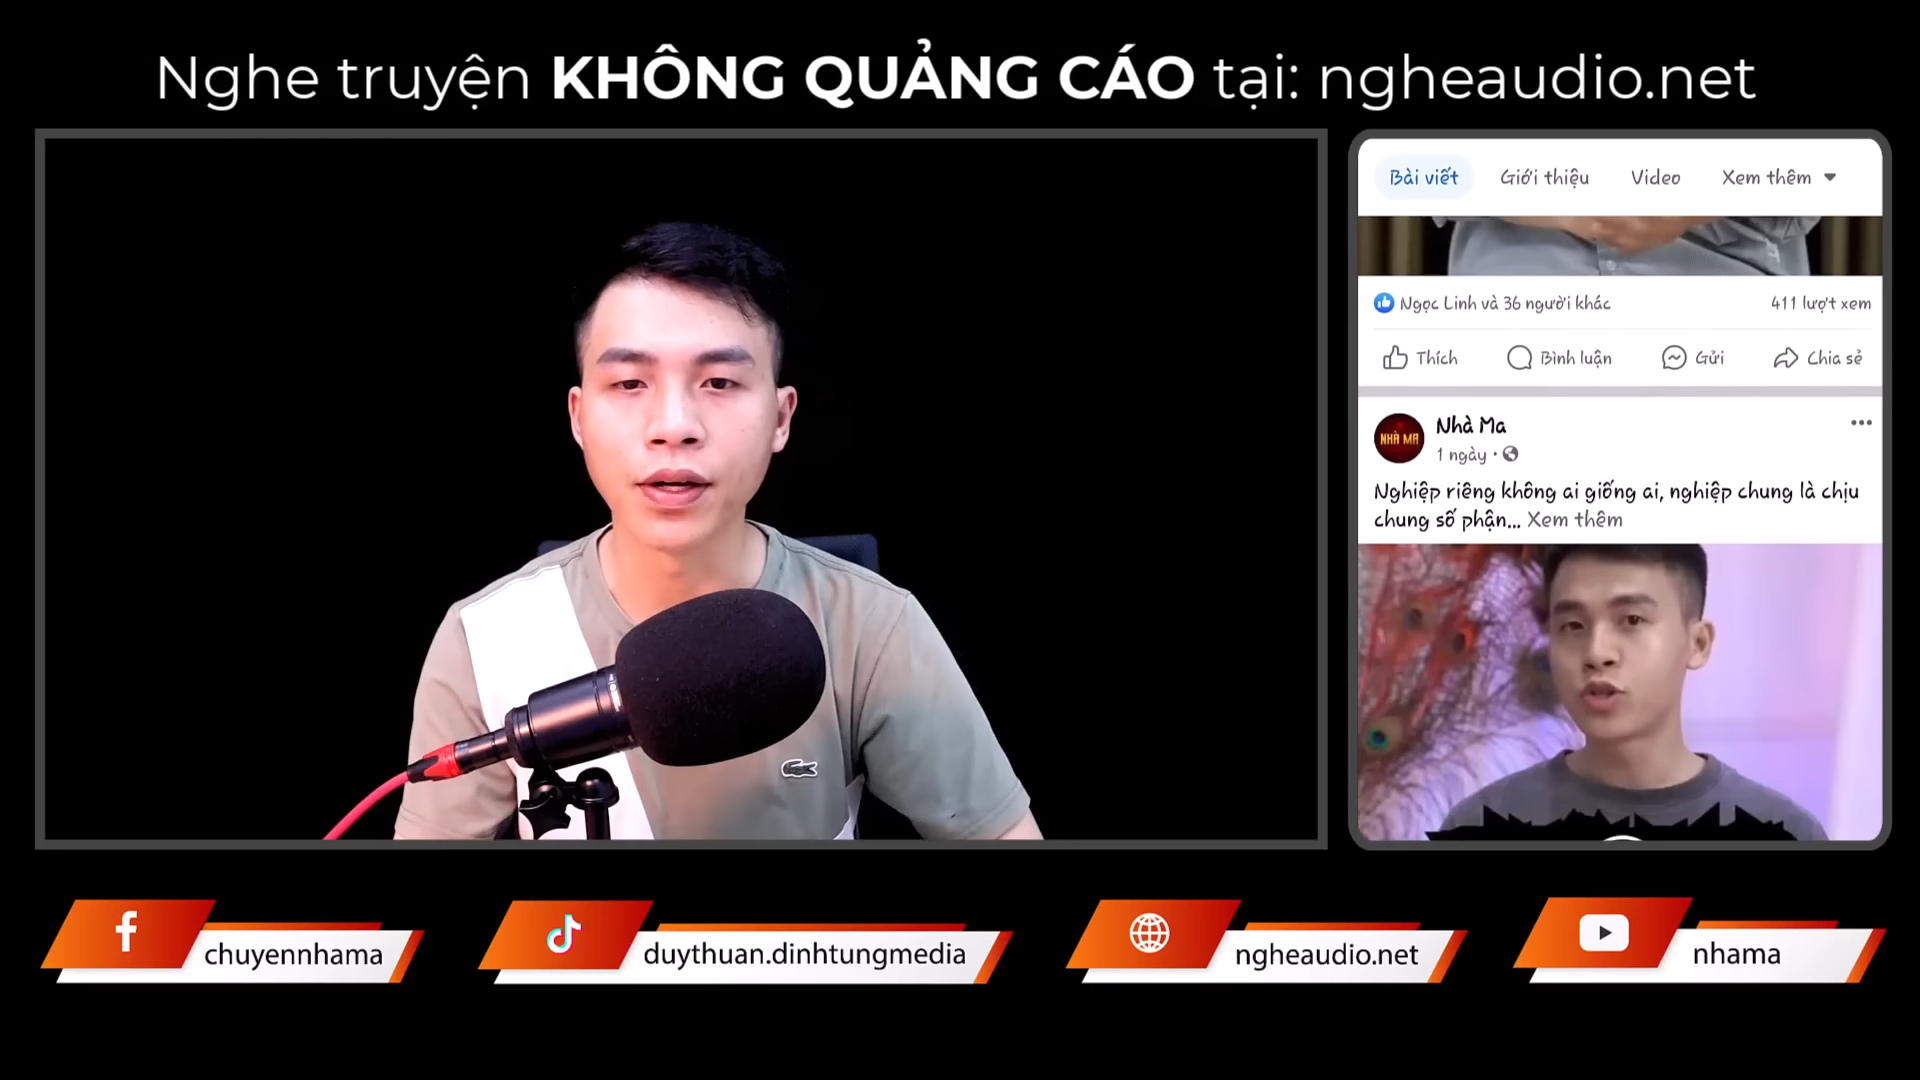 Nghe truyện KHÔNG QUẢNG CÁO tại: ngheaudio.net
Bài viết Giới thiệu Video Xem thêm
Ngọc Linh và 36 người khác 411 lượt xem
Thích Bình luận Gửi Chia sẻ
NHÀ MA
Nhà Ma
1 ngày
Nghiệp riêng không ai giống ai, nghiệp chung là chịu
chung số phận... Xem thêm
chuyennhama
duythuan.dinhtungmedia
ngheaudio.net
nhama